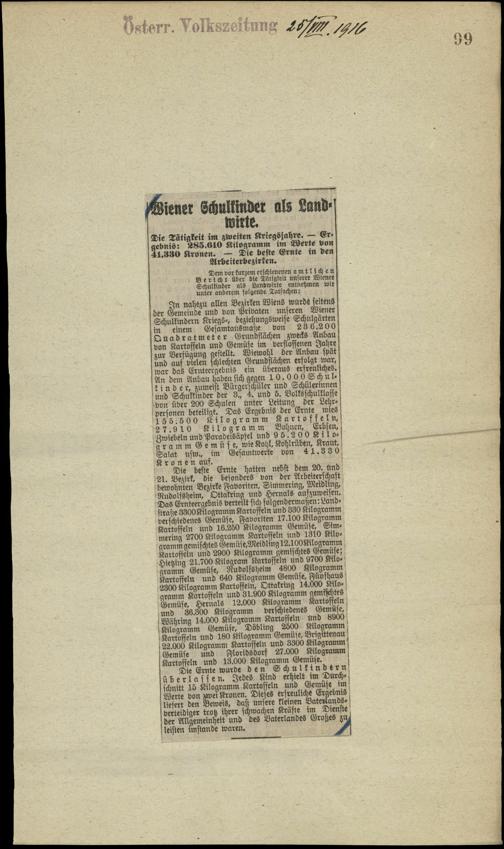 Österr. Volkszeitung 25/VIII. 1916
99
Wiener Schulkinder als Land-
wirte.
Die Tätigkeit im zweiten Kriegsjahre. — Er-
gebnis: 285.610 Kilogramm im Werte von
41.330 Kronen. — Die beste Ernte in den
Arbeiterbezirken.
Dem vor kurzem erschienenen amtlichen
Bericht über die Tätigkeit unserer Wiener
Schulkinder als Landwirte entnehmen wir
unter anderem folgende Tatsachen:
In nahezu allen Bezirken Wiens wurde seitens
der Gemeinde und von Privaten unseren Wiener
Schulkindern Kriegs-, beziehungsweise Schulgärten
in einem Gesamtausmaße von 236.200
Quadratmeter Grundflächen zwecks Anbau
von Kartoffeln und Gemüse im verflossenen Jahre
zur Verfügung gestellt. Wiewohl der Anbau spät
und auf vielen schlechten Grundflächen erfolgt war,
war das Ernteergebnis ein überaus erfreuliches.
An dem Anbau haben sich gegen 10.000 Schul-
kinder, zumeist Bürgerschüler und Schülerinnen
und Schulkinder der 3., 4. und 5. Volksschulklasse
von über 200 Schulen unter Leitung der Lehr-
personen beteiligt. Das Ergebnis der Ernte wies
155.500 Kilogramm Kartoffeln,
27.910 Kilogramm Bohnen, Erbsen,
Zwiebeln und Paradeisäpfel und 95.200 Kilo-
gramm Gemüse, wie Kohl, Kohlrüben, Kraut,
Salat usw., im Gesamtwerte von 41.330
Kronen auf.
Die beste Ernte hatten nebst dem 20. und
21. Bezirk, die besonders von der Arbeiterschaft
bewohnten Bezirke Favoriten, Simmering, Meidling,
Rudolfsheim, Ottakring und Hernals aufzuweisen.
Das Ernteergebnis verteilt sich folgendermaßen: Land-
straße 3300 Kilogramm Kartoffeln und 330 Kilogramm
verschiedenes Gemüse, Favoriten 17.100 Kilogramm
Kartoffeln und 16.250 Kilogramm Gemüse, Sim-
mering 2700 Kilogramm Kartoffeln und 1310 Kilo-
gramm gemischtes Gemüse, Meidling 12.100 Kilogramm
Kartoffeln und 2900 Kilogramm gemischtes Gemüse;
Hietzing 21.700 Kilogramm Kartoffeln und 9700 Kilo-
gramm Gemüse, Rudolfsheim 4800 Kilogramm
Kartoffeln und 640 Kilogramm Gemüse, Fünfhaus
2300 Kilogramm Kartoffeln, Ottakring 14.000 Kilo-
gramm Kartoffeln und 31.900 Kilogramm gemischtes
Gemüse, Hernals 12.000 Kilogramm Kartoffeln
und 36.300 Kilogramm verschiedenes Gemüse,
Währing 14.000 Kilogramm Kartoffeln und 8900
Kilogramm Gemüse, Döbling 2500 Kilogramm
Kartoffeln und 180 Kilogramm Gemüse, Brigittenau
22.000 Kilogramm Kartoffeln und 3300 Kilogramm
Gemüse und Floridsdorf 27.000 Kilogramm
Kartoffeln und 13.000 Kilogramm Gemüse.
Die Ernte wurde den Schulkindern
überlassen. Jedes Kind erhielt im Durch-
schnitt 15 Kilogramm Kartoffeln und Gemüse im
Werte von zwei Kronen. Dieses erfreuliche Ergebnis
liefert den Beweis, daß unsere kleinen Vaterlands-
verteidiger trotz ihrer schwachen Kräfte im Dienste
der Allgemeinheit und des Vaterlandes Großes zu
leisten imstande waren.